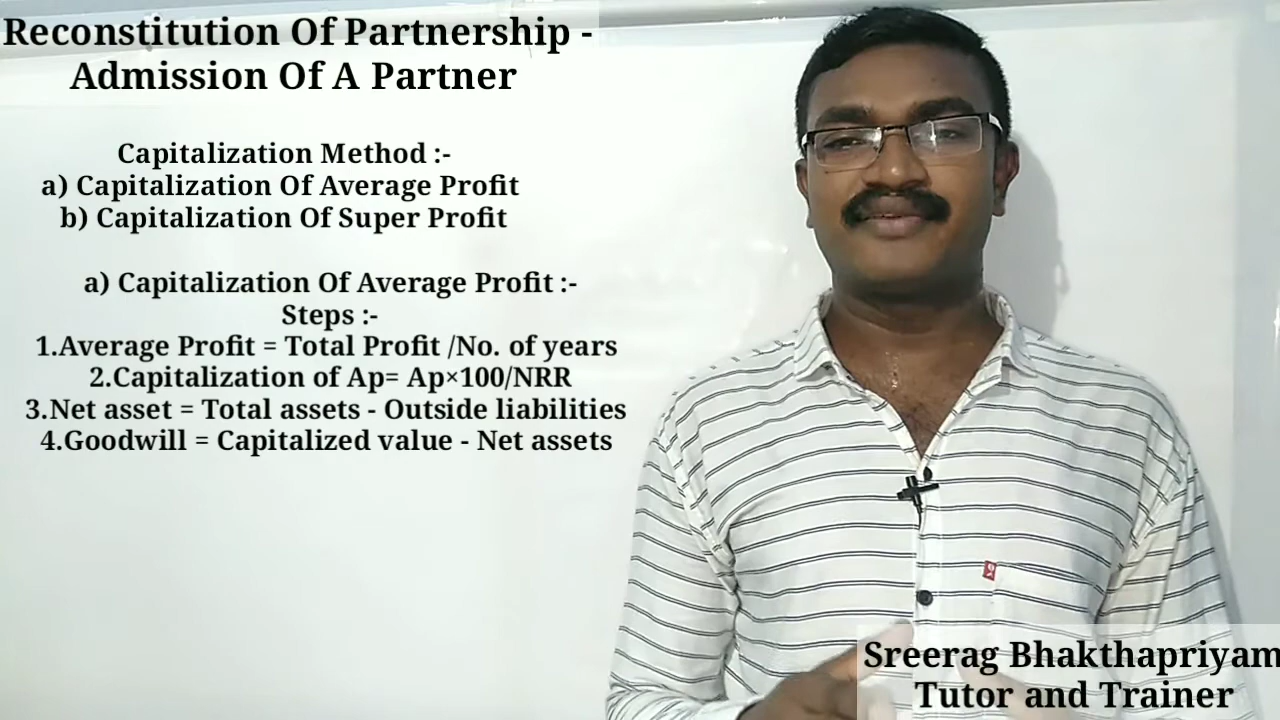 Reconstitution Of Partnership -
Admission Of A Partner
Capitalization Method :-
a) Capitalization Of Average Profit
b) Capitalization Of Super Profit
a) Capitalization Of Average Profit :-
Steps :-
1.Average Profit = Total Profit /No. of years
2.Capitalization of Ap= Ap×100/NRR
3.Net asset = Total assets - Outside liabilities
4.Goodwill = Capitalized value - Net assets
Sreerag Bhakthapriyam
Tutor and Trainer